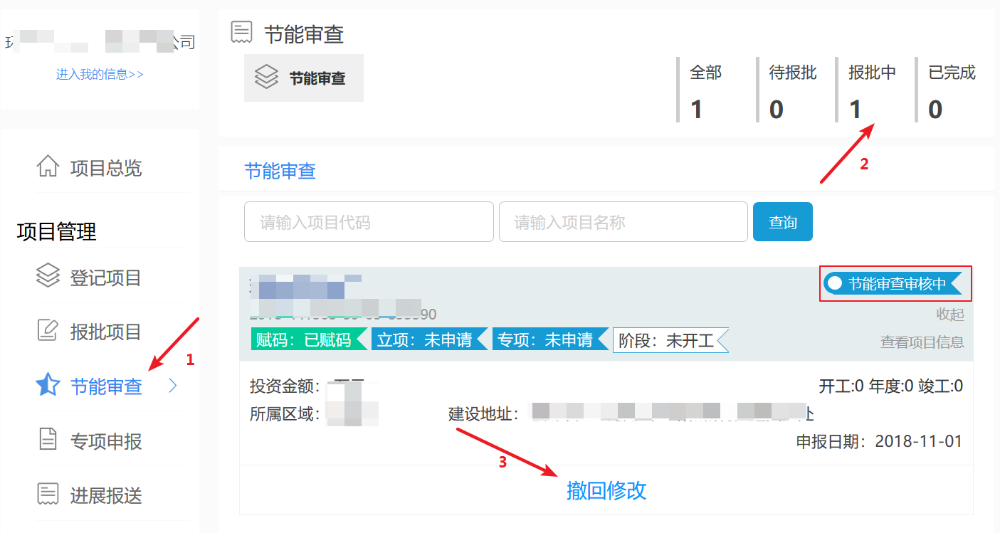 公司
进入我的信息>>
项目总览
项目管理
登记项目
报批项目
节能审查
1
专项申报
进展报送
节能审查
节能审查
全部
1
待报批
0
报批中
1
已完成
0
2
节能审查
请输入项目代码
请输入项目名称
查询
节能审查审核中
90
收起
赋码：已赋码
立项：未申请
专项：未申请
阶段：未开工
查看项目信息
投资金额：
开工:0 年度:0 竣工:0
所属区域：
建设地址：
处
申报日期：2018-11-01
3
撤回修改